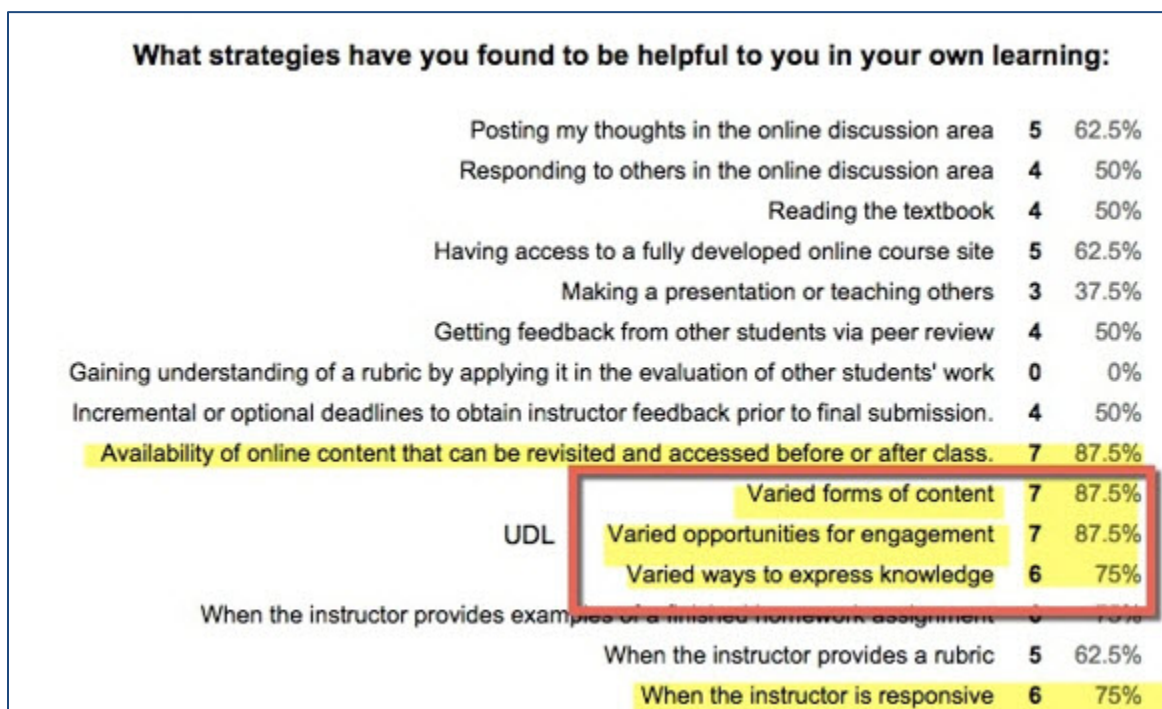 What strategies have you found to be helpful to you in your own learning:
Posting my thoughts in the online discussion area 5 62.5%
Responding to others in the online discussion area 4 50%
Reading the textbook 4 50%
Having access to a fully developed online course site 5 62.5%
Making a presentation or teaching others 3 37.5%
Getting feedback from other students via peer review 4 50%
Gaining understanding of a rubric by applying it in the evaluation of other students' work 0 0%
Incremental or optional deadlines to obtain instructor feedback prior to final submission. 4 50%
Availability of online content that can be revisited and accessed before or after class. 7 87.5%
Varied forms of content 7 87.5%
UDL Varied opportunities for engagement 7 87.5%
Varied ways to express knowledge 6 75%
When the instructor provides examples of a finished homework assignment 6 75%
When the instructor provides a rubric 5 62.5%
When the instructor is responsive 6 75%